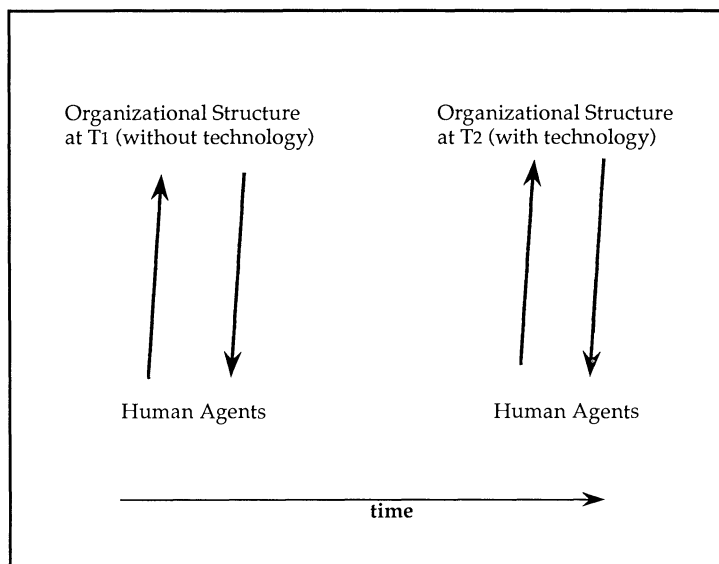 Organizational Structure
at T1 (without technology)
Organizational Structure
at T2 (with technology)
Human Agents
Human Agents
time